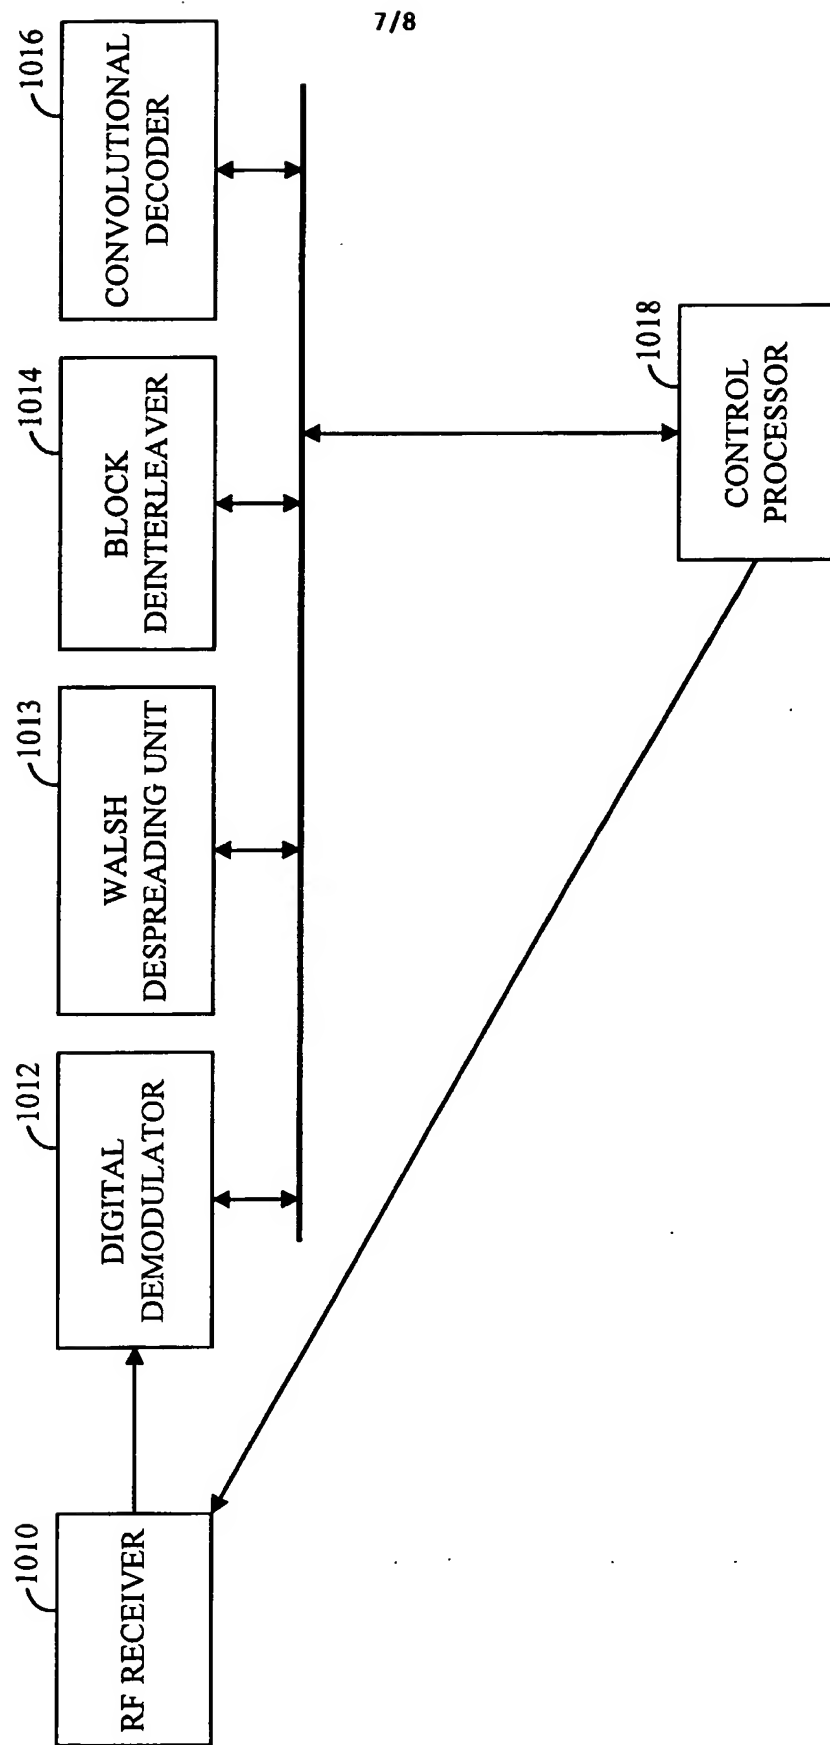 7/8
1010
RF RECEIVER
1012
DIGITAL
DEMODULATOR
1013
WALSH
DESPREADING UNIT
1014
BLOCK
DEINTERLEAVER
1016
CONVOLUTIONAL
DECODER
1018
CONTROL
PROCESSOR